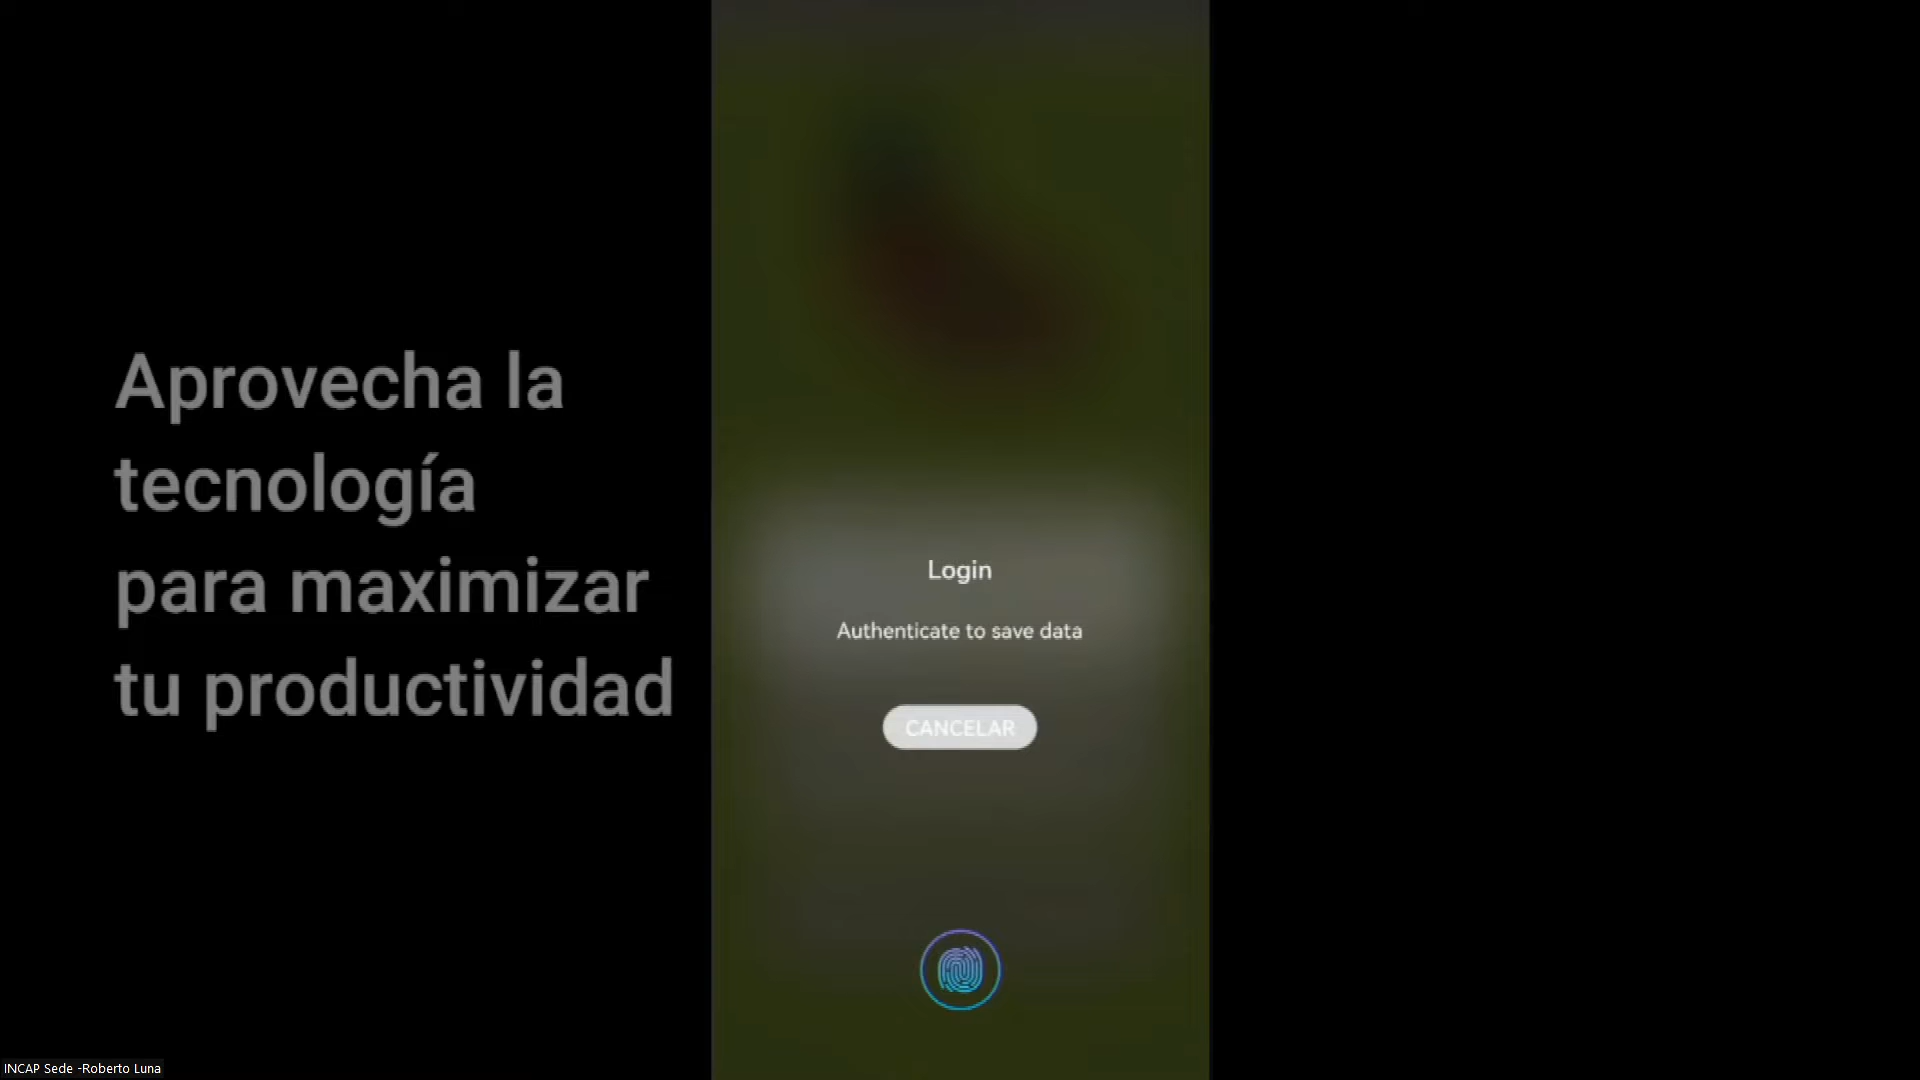 Aprovecha la
tecnología
para maximizar
tu productividad
Login
Authenticate to save data
CANCELAR
INCAP Sede -Roberto Luna